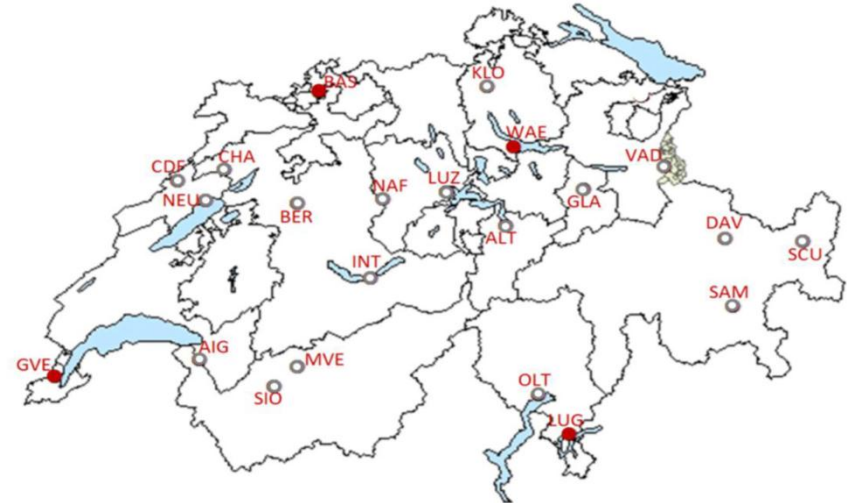 KLO
BAS
WAE
CDF
CHA
VAD
NEU
BER
NAF
LUZ
GLA
ALT
DAV
SCU
INT
SAM
GVE
AIG
MVE
SIO
OLT
LUG